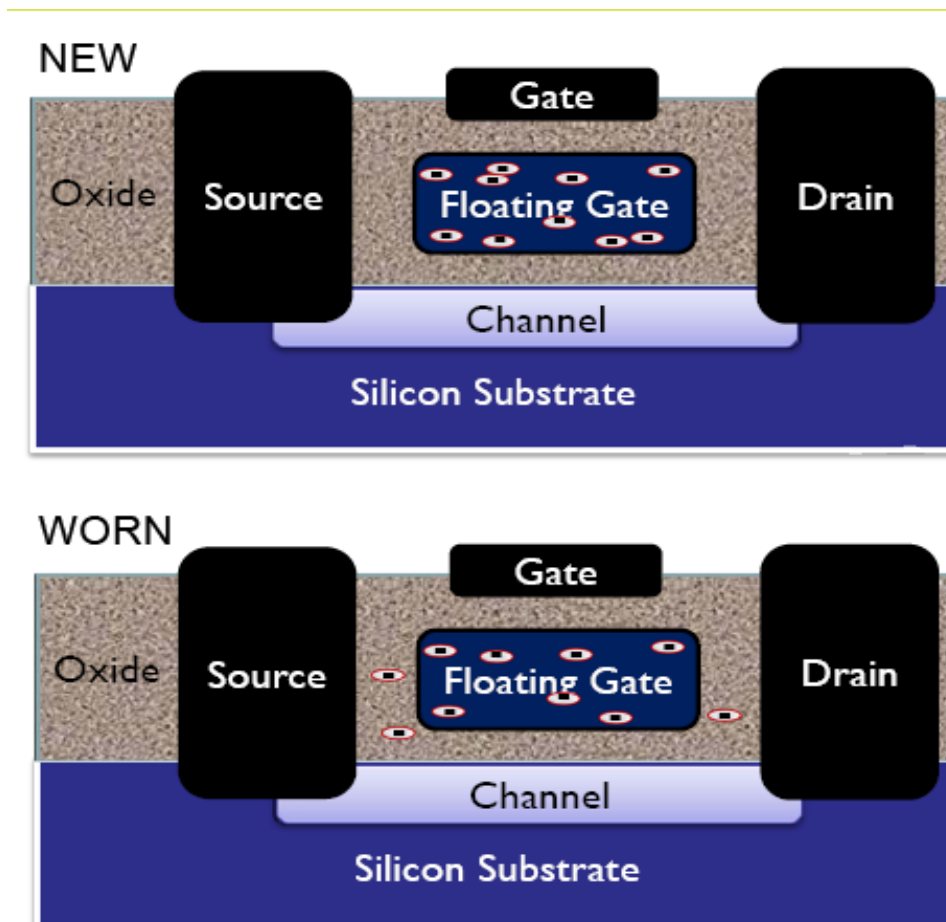 NEW
Gate
Oxide
Source
Floating Gate
Drain
Channel
Silicon Substrate
WORN
Gate
Oxide
Source
Floating Gate
Drain
Channel
Silicon Substrate